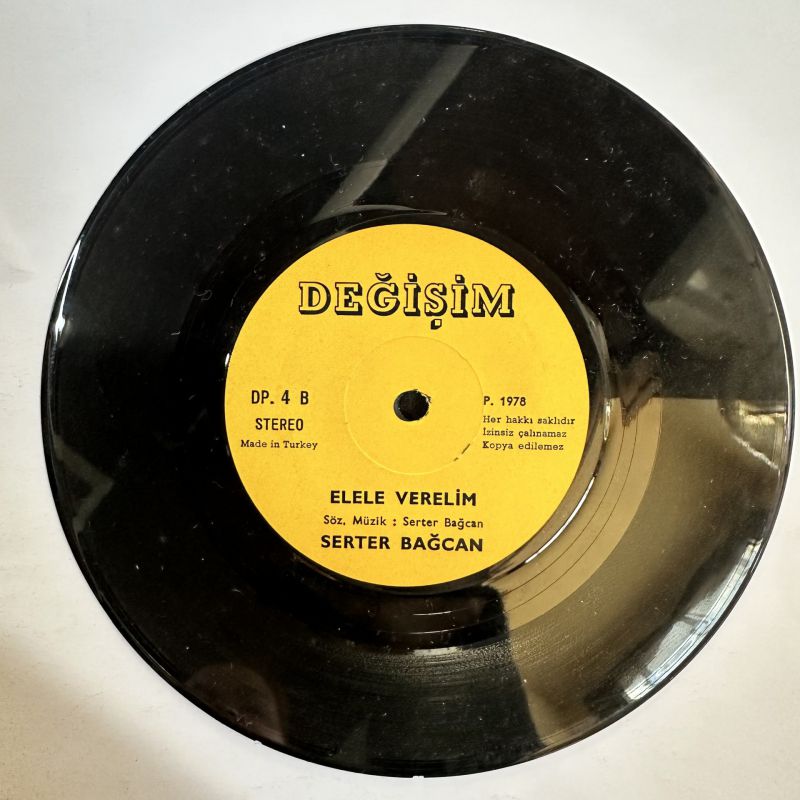 DEĞİŞİM
DP. 4 B
STEREO
Made in Turkey
P. 1978
Her hakkı saklıdır
İzinsiz çalınamaz
Kopya edilemez
ELELE VERELİM
Söz, Müzik : Serter Bağcan
SERTER BAĞCAN